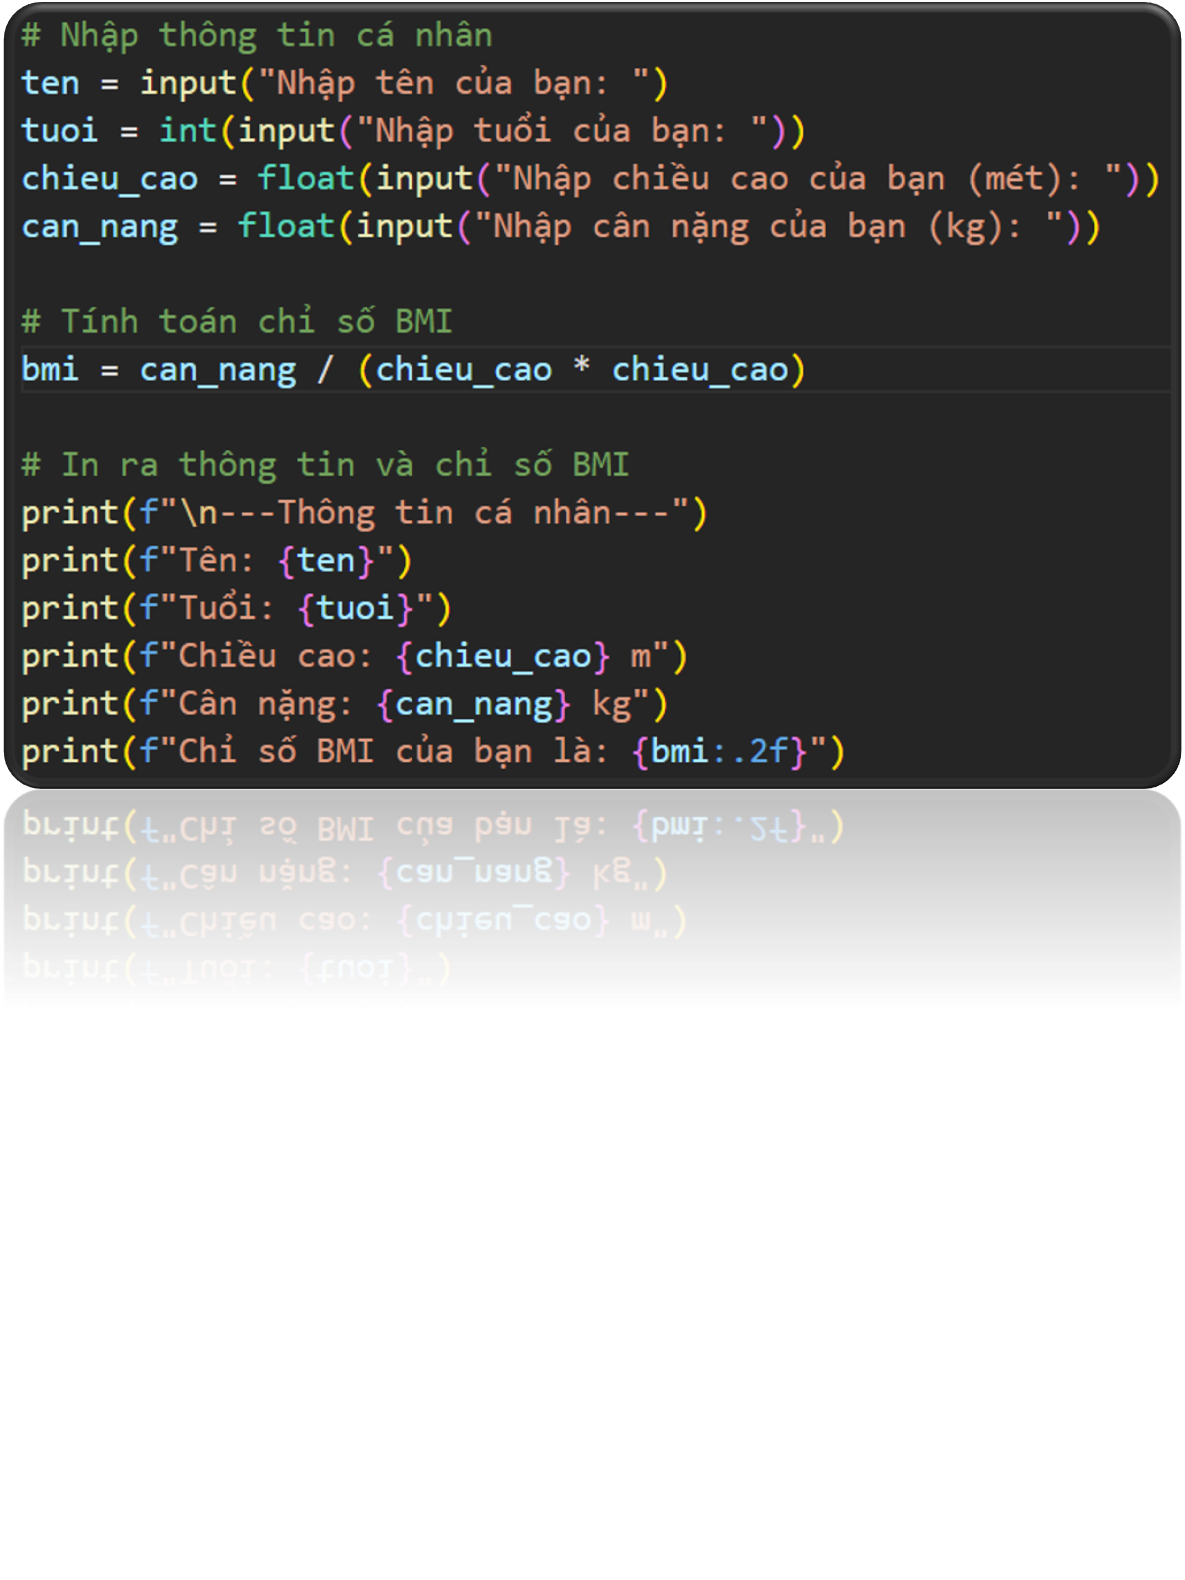 # Nhập thông tin cá nhân
ten = input("Nhập tên của bạn: ")
tuoi = int(input("Nhập tuổi của bạn: "))
chieu_cao = float(input("Nhập chiều cao của bạn (mét): "))
can_nang = float(input("Nhập cân nặng của bạn (kg): "))
# Tính toán chỉ số BMI
bmi = can_nang / (chieu_cao * chieu_cao)
# In ra thông tin và chỉ số BMI
print(f"\n---Thông tin cá nhân---")
print(f"Tên: {ten}")
print(f"Tuổi: {tuoi}")
print(f"Chiều cao: {chieu_cao} m")
print(f"Cân nặng: {can_nang} kg")
print(f"Chỉ số BMI của bạn là: {bmi:.2f}")